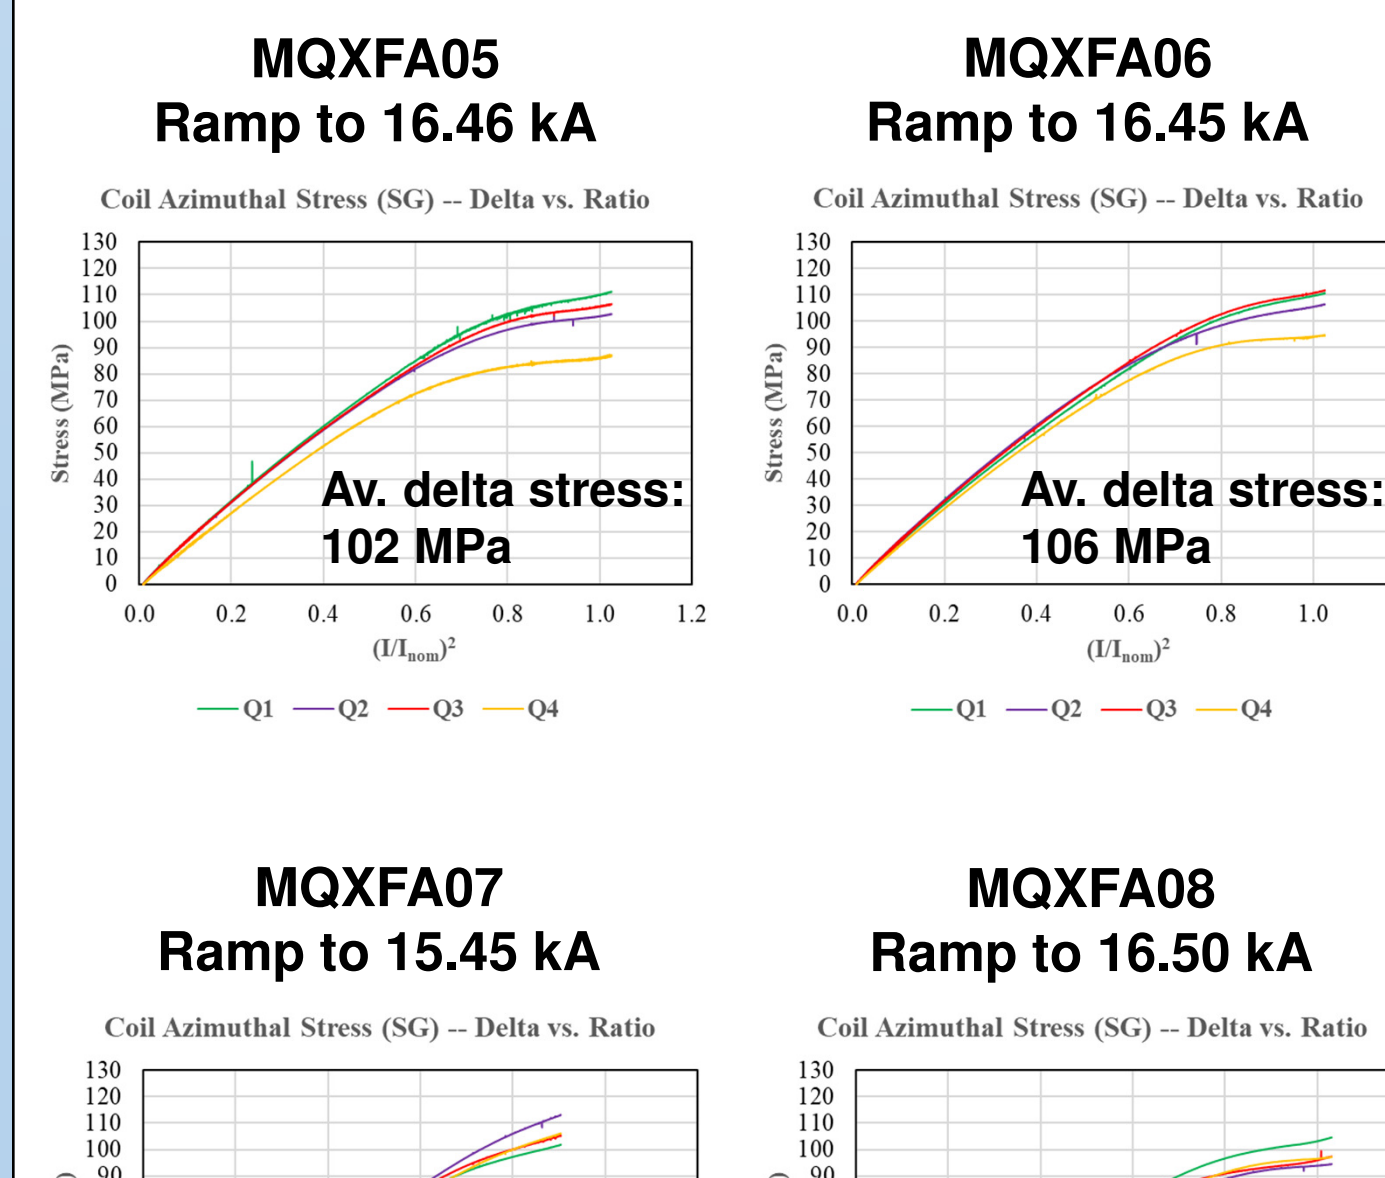 MQXFA05
Ramp to 16.46 kA
Coil Azimuthal Stress (SG) -- Delta vs. Ratio
130
120
110
100
90
80
70
60
50
40
30
20
10
0
Stress (MPa)
Av. delta stress:
102 MPa
0.0 0.2 0.4 0.6 0.8 1.0 1.2
(I/Inom)²
Q1 Q2 Q3 Q4
MQXFA06
Ramp to 16.45 kA
Coil Azimuthal Stress (SG) -- Delta vs. Ratio
130
120
110
100
90
80
70
60
50
40
30
20
10
0
Stress (MPa)
Av. delta stress:
106 MPa
0.0 0.2 0.4 0.6 0.8 1.0
(I/Inom)²
Q1 Q2 Q3 Q4
MQXFA07
Ramp to 15.45 kA
Coil Azimuthal Stress (SG) -- Delta vs. Ratio
130
120
110
100
90
MQXFA08
Ramp to 16.50 kA
Coil Azimuthal Stress (SG) -- Delta vs. Ratio
130
120
110
100
90